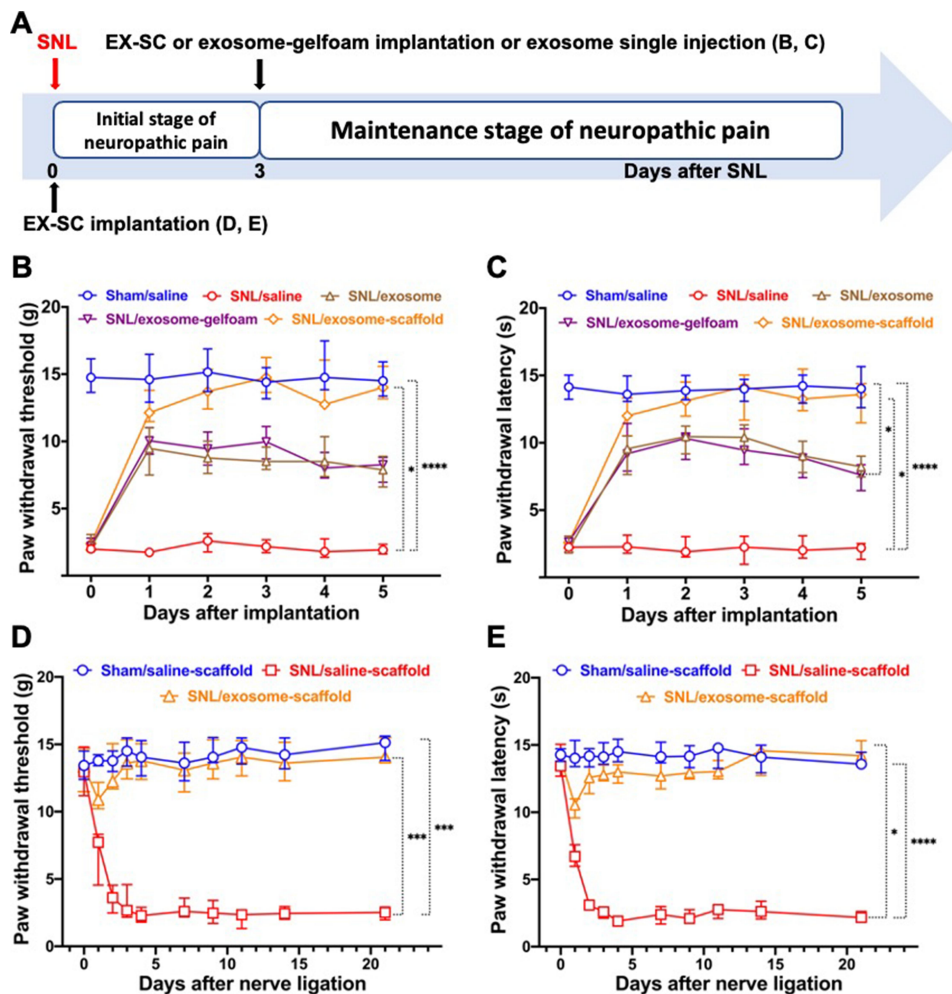 A
SNL
EX-SC or exosome-gelfoam implantation or exosome single injection (B, C)
Initial stage of
neuropathic pain
Maintenance stage of neuropathic pain
0
3
Days after SNL
EX-SC implantation (D, E)
B
Sham/saline SNL/saline SNL/exosome
SNL/exosome-gelfoam SNL/exosome-scaffold
Paw withdrawal threshold (g)
20
15
10
5
0 1 2 3 4 5
Days after implantation
* ****
C
Sham/saline SNL/saline SNL/exosome
SNL/exosome-gelfoam SNL/exosome-scaffold
Paw withdrawal latency (s)
20
15
10
5
0 1 2 3 4 5
Days after implantation
*
* ****
D
Sham/saline-scaffold SNL/saline-scaffold
SNL/exosome-scaffold
Paw withdrawal threshold (g)
20
15
10
5
0
0 5 10 15 20
Days after nerve ligation
***
***
E
Sham/saline-scaffold SNL/saline-scaffold
SNL/exosome-scaffold
Paw withdrawal latency (s)
20
15
10
5
0
0 5 10 15 20
Days after nerve ligation
*
****